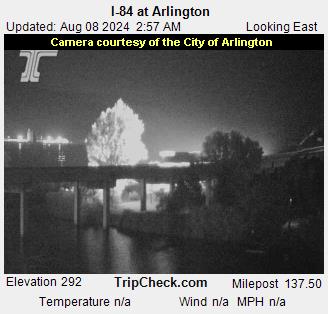 I-84 at Arlington
Updated: Aug 08 2024 2:57 AM Looking East
Camera courtesy of the City of Arlington
Elevation 292 TripCheck.com Milepost 137.50
Temperature n/a Wind n/a MPH n/a